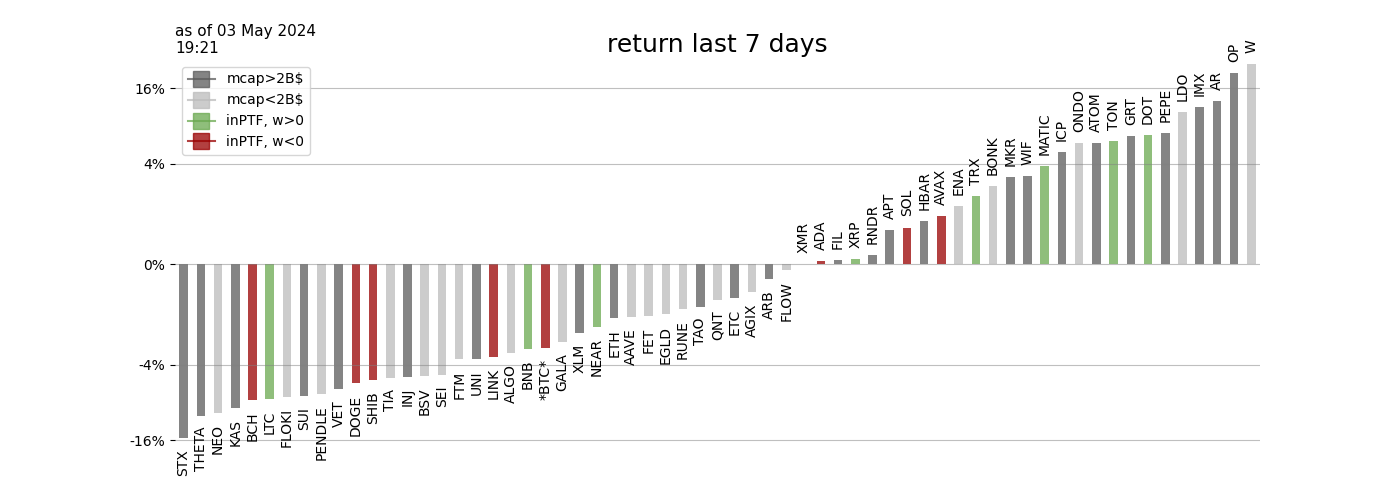 as of 03 May 2024
19:21
return last 7 days
mcap>2B$
mcap<2B$
inPTF, w>0
inPTF, w<0
16%
4%
0%
-4%
-16%
STX
THETA
NEO
KAS
BCH
LTC
FLOKI
SUI
PENDLE
VET
DOGE
SHIB
TIA
INJ
BSV
SEI
FTM
UNI
LINK
ALGO
BNB
*BTC*
GALA
XLM
NEAR
ETH
AAVE
FET
EGLD
RUNE
TAO
QNT
ETC
AGIX
ARB
FLOW
XMR
ADA
FIL
XRP
RNDR
APT
SOL
HBAR
AVAX
ENA
TRX
BONK
MKR
WIF
MATIC
ICP
ONDO
ATOM
TON
GRT
DOT
PEPE
LDO
IMX
AR
OP
W